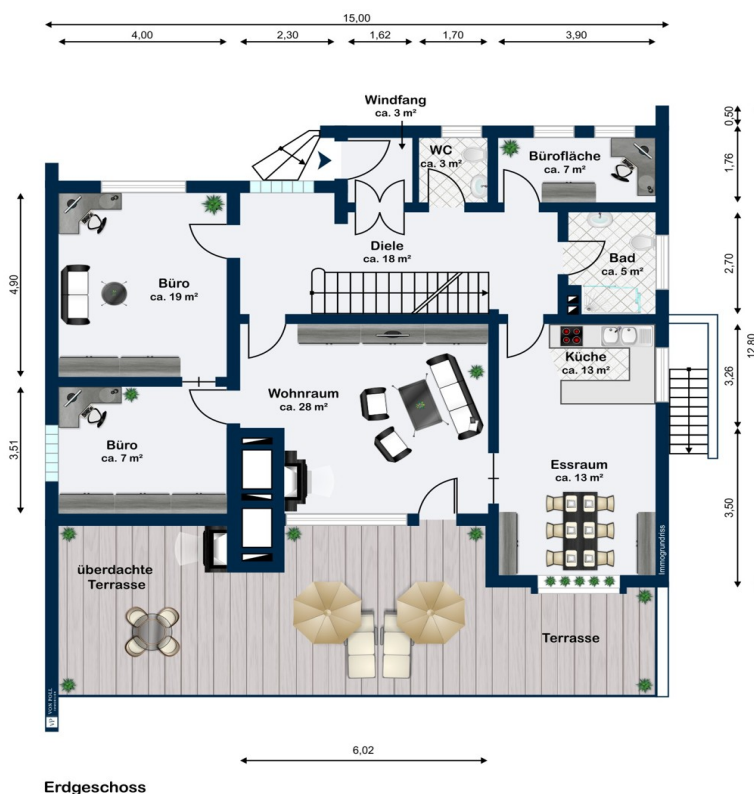 15,00
4,00
2,30
1,62
1,70
3,90
0,50
1,76
2,70
12,80
3,26
3,50
4,90
3,51
Windfang
ca. 3 m²
WC
ca. 3 m²
Bürofläche
ca. 7 m²
Diele
ca. 18 m²
Bad
ca. 5 m²
Büro
ca. 19 m²
Küche
ca. 13 m²
Wohnraum
ca. 28 m²
Büro
ca. 7 m²
Essraum
ca. 13 m²
Immogrundriss
überdachte
Terrasse
Terrasse
VP VON POLL
6,02
Erdgeschoss